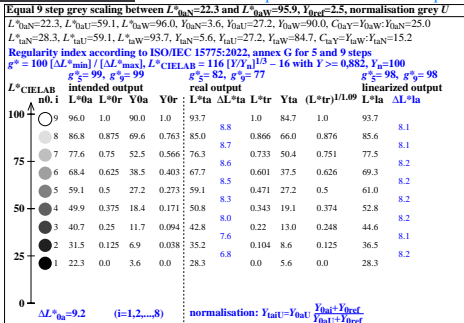 Equal 9 step grey scaling between L*0aN=22.3 and L*0aW=95.9, Y0ref=2.5, normalisation grey U
L*0aN=22.3, L*0aU=59.1, L*0aW=96.0, Y0aN=3.6, Y0aU=27.2, Y0aW=90.0, C0aY=Y0aW:Y0aN=25.0
L*taN=28.3, L*taU=59.1, L*taW=93.7, YtaN=5.6, YtaU=27.2, YtaW=84.7, CtaY=YtaW:YtaN=15.2
Regularity index according to ISO/IEC 15775:2022, annex G for 5 and 9 steps
g* = 100 [ΔL*min] / [ΔL*max], L*CIELAB = 116 [Y/Yn]1/3 – 16 with Y >= 0,882, Yn=100
g*5= 99, g*9= 99 g*5= 82, g*9= 77 g*5= 98, g*9= 98
L*CIELAB intended output real output linearized output
n0. i L*0a L*0r Y0a Y0r L*ta ΔL*ta L*tr Yta (L*tr)1/1.09 L*la ΔL*la
100 9 96.0 1.0 90.0 1.0 93.7 1.0 84.7 1.0 93.7
8.8 8.1
8 86.8 0.875 69.6 0.763 85.0 0.866 66.0 0.876 85.6
8.7 8.1
75 7 77.6 0.75 52.5 0.566 76.3 0.733 50.4 0.751 77.5
8.6 8.2
6 68.4 0.625 38.5 0.403 67.7 0.601 37.5 0.626 69.3
8.5 8.2
5 59.1 0.5 27.2 0.273 59.1 0.471 27.2 0.5 61.0
8.3 8.2
50 4 49.9 0.375 18.4 0.171 50.8 0.343 19.1 0.374 52.8
8.0 8.2
3 40.7 0.25 11.7 0.094 42.8 0.22 13.0 0.248 44.6
7.6 8.1
2 31.5 0.125 6.9 0.038 35.2 0.104 8.6 0.125 36.5
25 6.8 8.2
1 22.3 0.0 3.6 0.0 28.3 0.0 5.6 0.0 28.3
0 ΔL*0a=9.2 (i=1,2,...,8) normalisation: YtaiU=Y0aU Y0ai+Y0ref
Y0aU+Y0ref